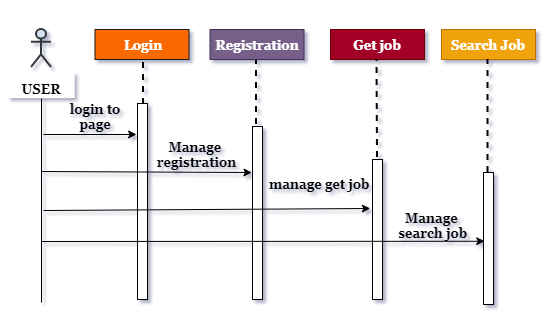 Login
Registration
Get job
Search Job
USER
login to
page
Manage
registration
manage get job
Manage
search job